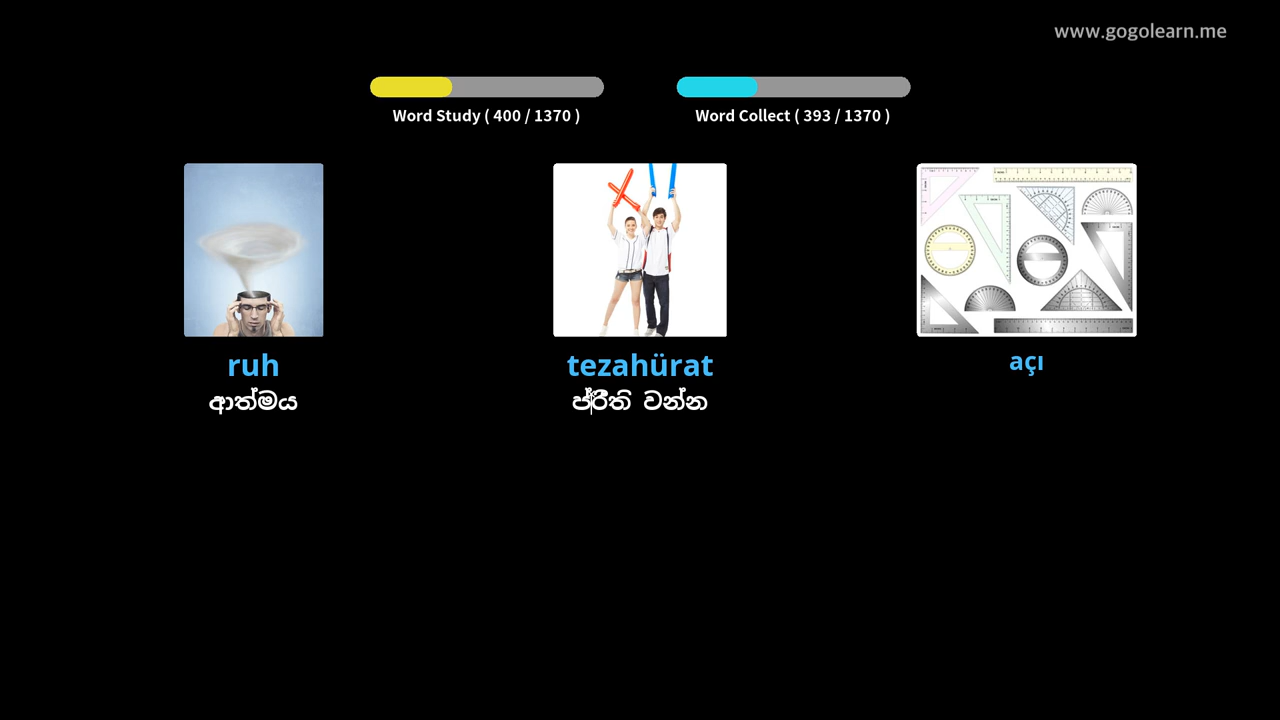 www.gogolearn.me
Word Study ( 400 / 1370 )
Word Collect ( 393 / 1370 )
ruh
ආත්මය
tezahürat
ප්රීති වන්න
açı